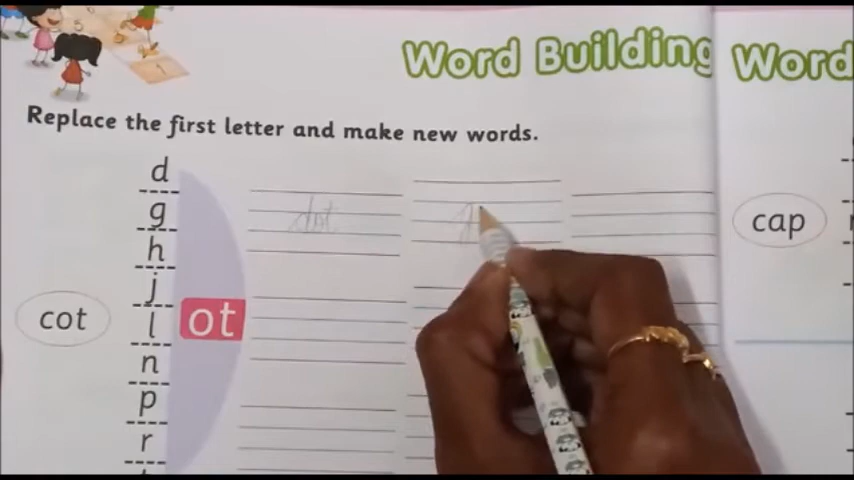 Word Building
Word
Replace the first letter and make new words.
d
g
h
j
l
n
p
r
cot
ot
dot
cap